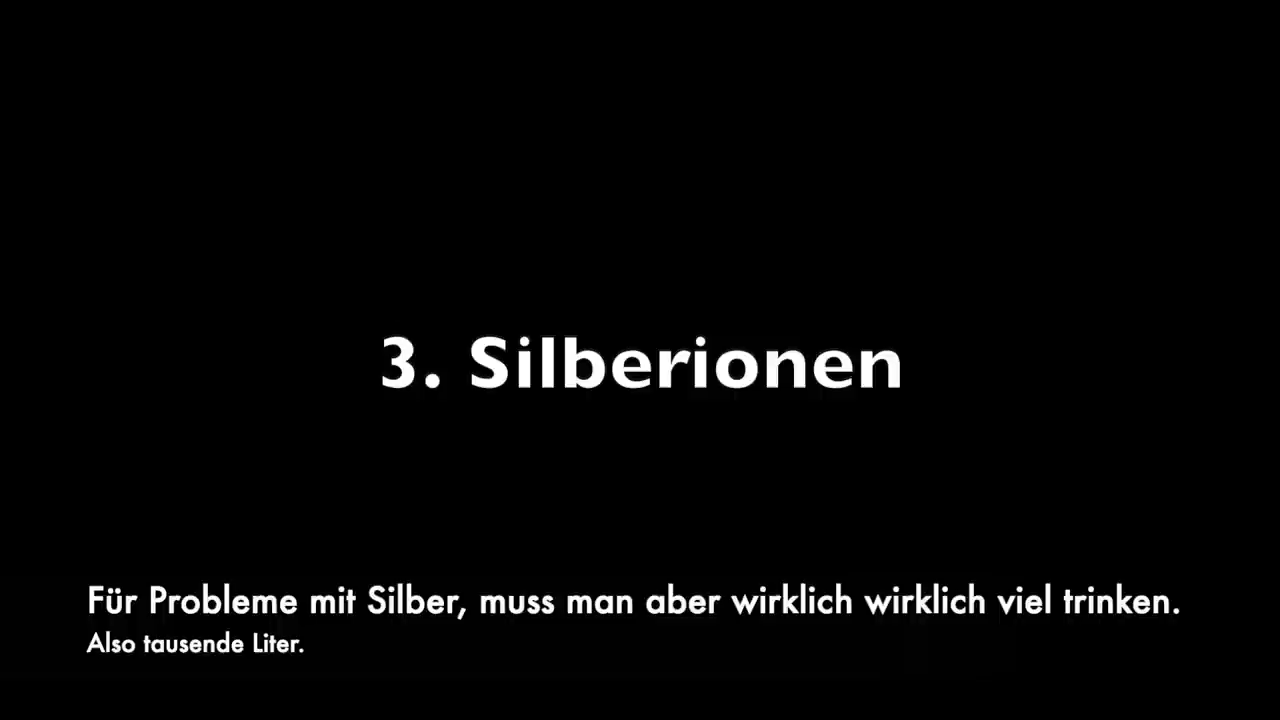 3. Silberionen
Für Probleme mit Silber, muss man aber wirklich wirklich viel trinken.
Also tausende Liter.